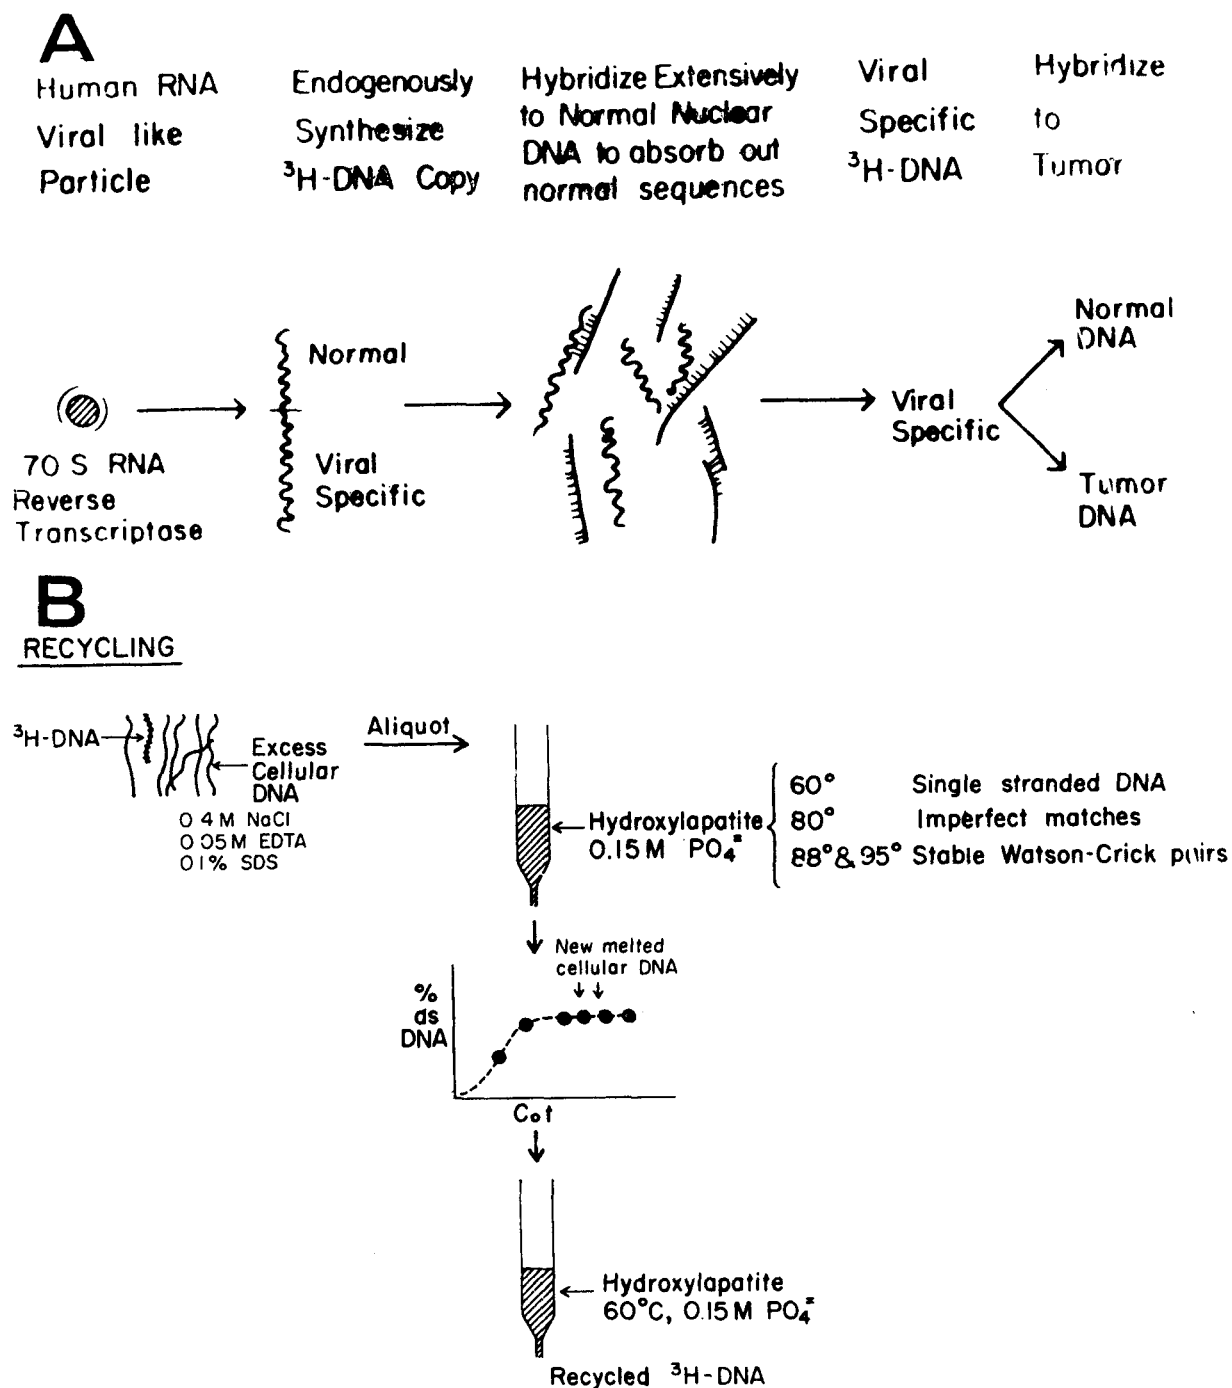 A
Human RNA
Viral like
Particle
Endogenously
Synthesize
³H-DNA Copy
Hybridize Extensively
to Normal Nuclear
DNA to absorb out
normal sequences
Viral
Specific
³H-DNA
Hybridize
to
Tumor
70 S RNA
Reverse
Transcriptase
Normal
Viral
Specific
Viral
Specific
Normal
DNA
Tumor
DNA
B
RECYCLING
³H-DNA
Excess
Cellular
DNA
0.4 M NaCl
0.05 M EDTA
0.1% SDS
Aliquot
Hydroxylapatite
0.15 M PO₄⁼
60° Single stranded DNA
80° Imperfect matches
88° & 95° Stable Watson-Crick pairs
New melted
cellular DNA
%
ds
DNA
Cot
Hydroxylapatite
60°C, 0.15 M PO₄⁼
Recycled ³H-DNA